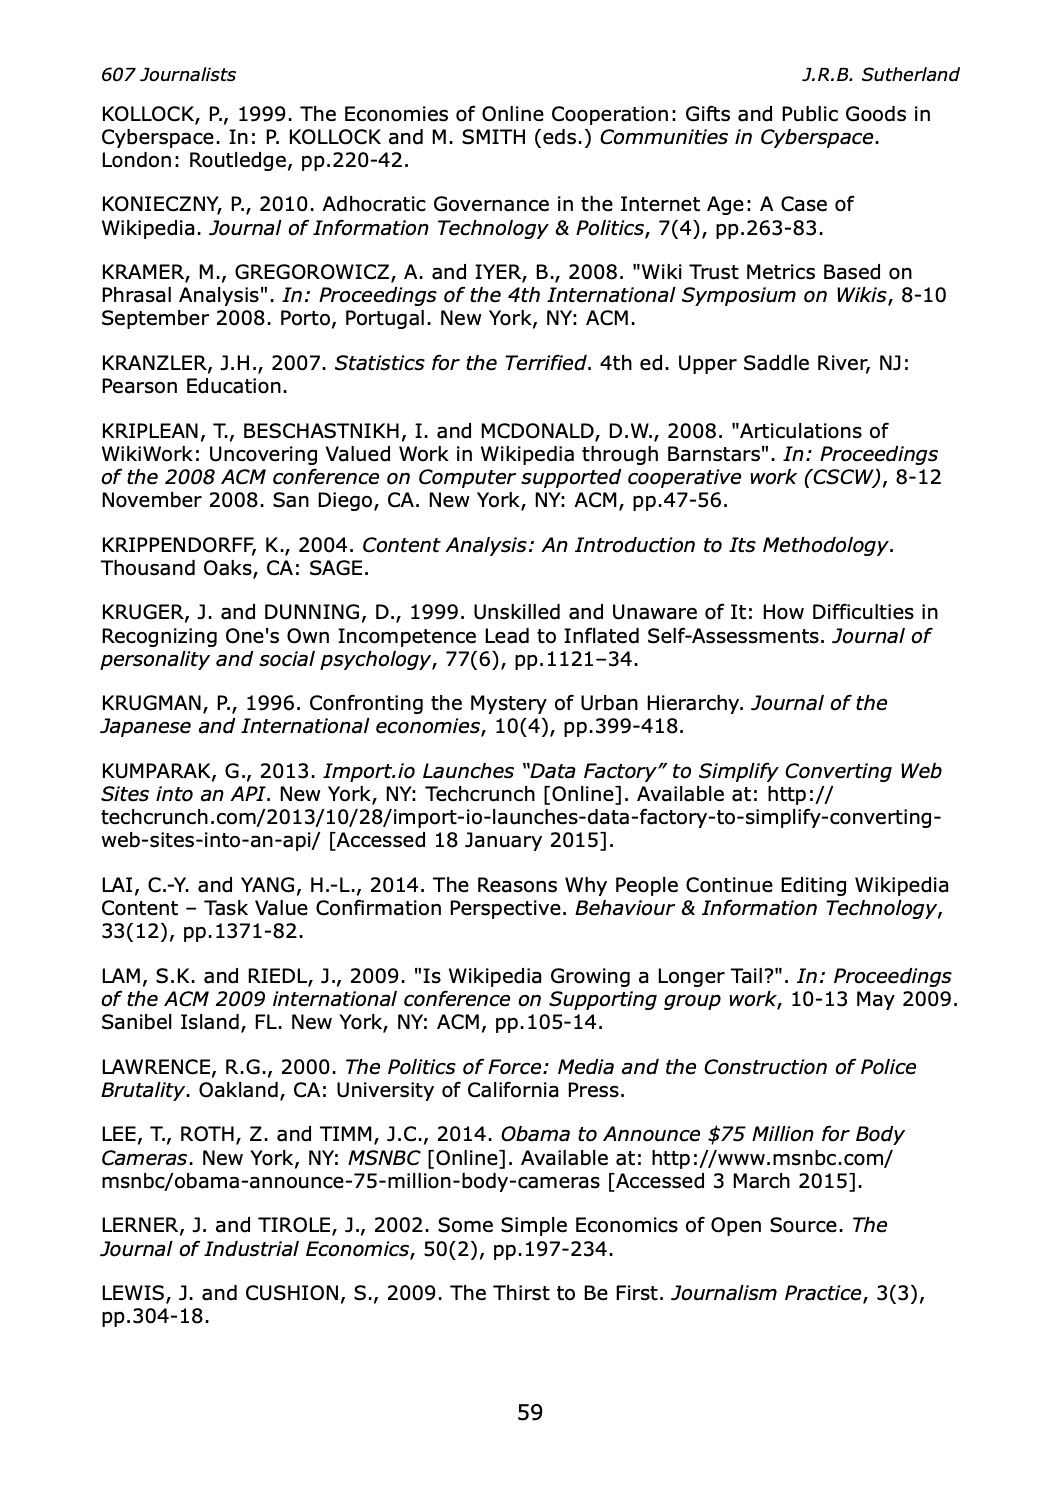 607 Journalists J.R.B. Sutherland
KOLLOCK, P., 1999. The Economies of Online Cooperation: Gifts and Public Goods in
Cyberspace. In: P. KOLLOCK and M. SMITH (eds.) Communities in Cyberspace.
London: Routledge, pp.220-42.
KONIECZNY, P., 2010. Adhocratic Governance in the Internet Age: A Case of
Wikipedia. Journal of Information Technology & Politics, 7(4), pp.263-83.
KRAMER, M., GREGOROWICZ, A. and IYER, B., 2008. "Wiki Trust Metrics Based on
Phrasal Analysis". In: Proceedings of the 4th International Symposium on Wikis, 8-10
September 2008. Porto, Portugal. New York, NY: ACM.
KRANZLER, J.H., 2007. Statistics for the Terrified. 4th ed. Upper Saddle River, NJ:
Pearson Education.
KRIPLEAN, T., BESCHASTNIKH, I. and MCDONALD, D.W., 2008. "Articulations of
WikiWork: Uncovering Valued Work in Wikipedia through Barnstars". In: Proceedings
of the 2008 ACM conference on Computer supported cooperative work (CSCW), 8-12
November 2008. San Diego, CA. New York, NY: ACM, pp.47-56.
KRIPPENDORFF, K., 2004. Content Analysis: An Introduction to Its Methodology.
Thousand Oaks, CA: SAGE.
KRUGER, J. and DUNNING, D., 1999. Unskilled and Unaware of It: How Difficulties in
Recognizing One's Own Incompetence Lead to Inflated Self-Assessments. Journal of
personality and social psychology, 77(6), pp.1121–34.
KRUGMAN, P., 1996. Confronting the Mystery of Urban Hierarchy. Journal of the
Japanese and International economies, 10(4), pp.399-418.
KUMPARAK, G., 2013. Import.io Launches “Data Factory” to Simplify Converting Web
Sites into an API. New York, NY: Techcrunch [Online]. Available at: http://
techcrunch.com/2013/10/28/import-io-launches-data-factory-to-simplify-converting-
web-sites-into-an-api/ [Accessed 18 January 2015].
LAI, C.-Y. and YANG, H.-L., 2014. The Reasons Why People Continue Editing Wikipedia
Content – Task Value Confirmation Perspective. Behaviour & Information Technology,
33(12), pp.1371-82.
LAM, S.K. and RIEDL, J., 2009. "Is Wikipedia Growing a Longer Tail?". In: Proceedings
of the ACM 2009 international conference on Supporting group work, 10-13 May 2009.
Sanibel Island, FL. New York, NY: ACM, pp.105-14.
LAWRENCE, R.G., 2000. The Politics of Force: Media and the Construction of Police
Brutality. Oakland, CA: University of California Press.
LEE, T., ROTH, Z. and TIMM, J.C., 2014. Obama to Announce $75 Million for Body
Cameras. New York, NY: MSNBC [Online]. Available at: http://www.msnbc.com/
msnbc/obama-announce-75-million-body-cameras [Accessed 3 March 2015].
LERNER, J. and TIROLE, J., 2002. Some Simple Economics of Open Source. The
Journal of Industrial Economics, 50(2), pp.197-234.
LEWIS, J. and CUSHION, S., 2009. The Thirst to Be First. Journalism Practice, 3(3),
pp.304-18.
59